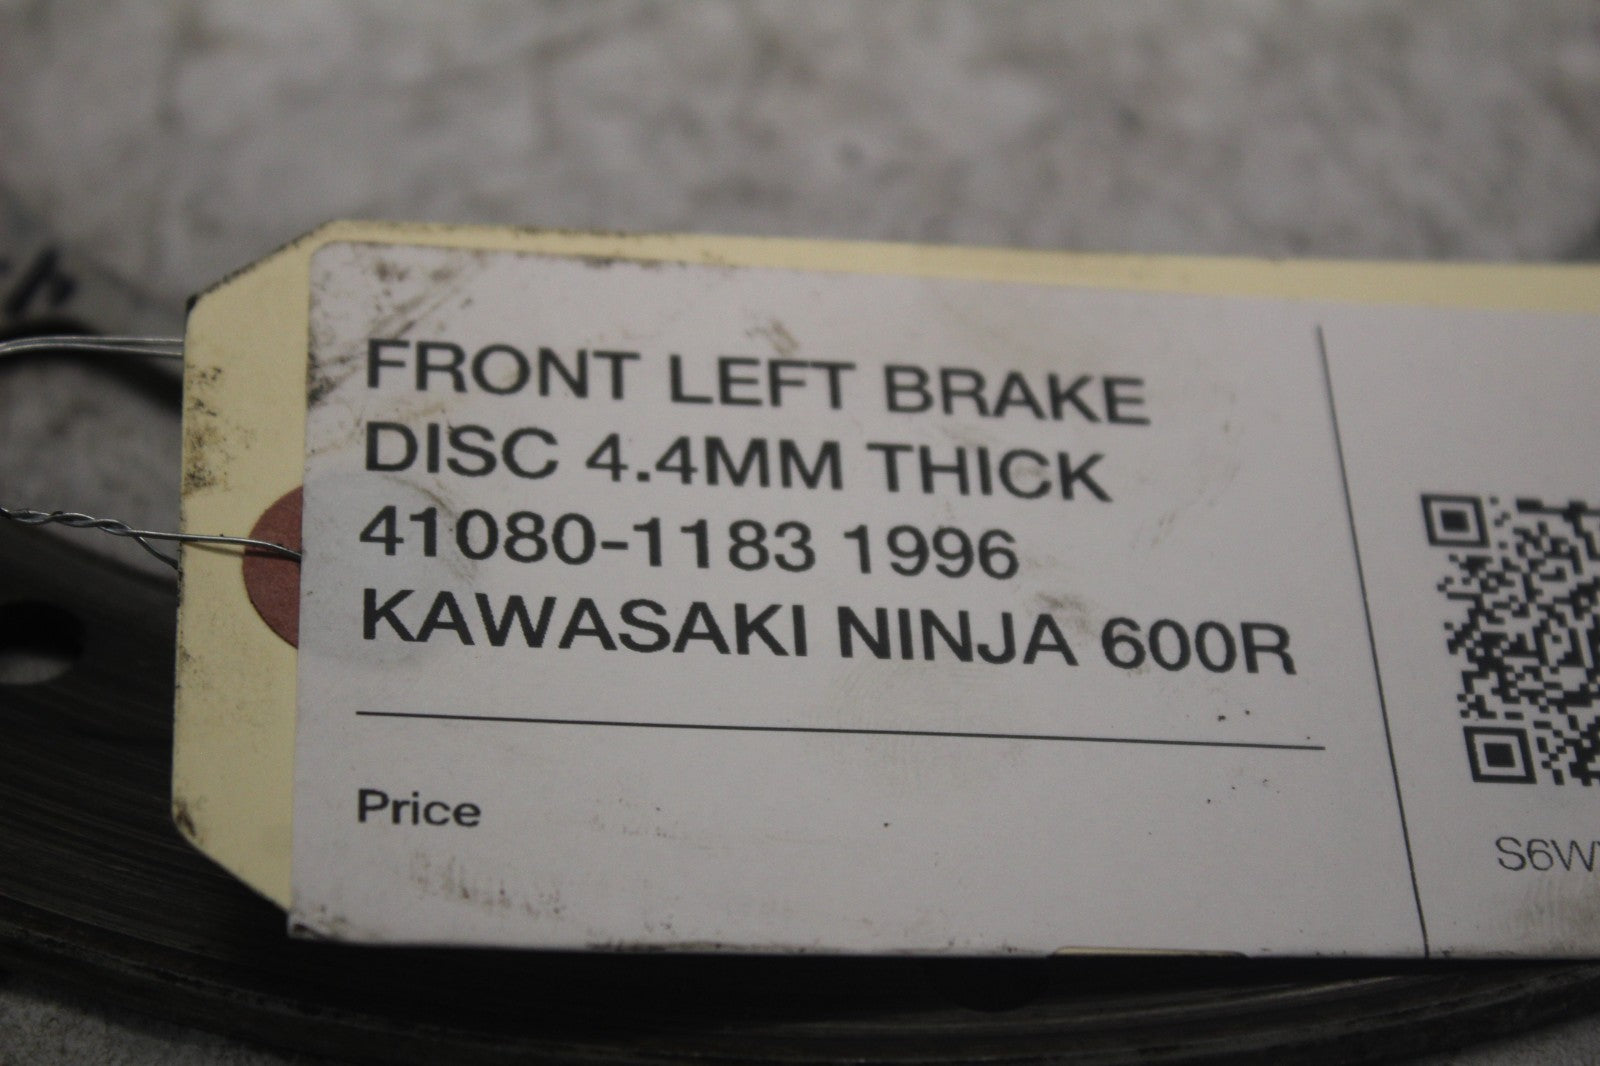 FRONT LEFT BRAKE
DISC 4.4MM THICK
41080-1183 1996
KAWASAKI NINJA 600R
Price